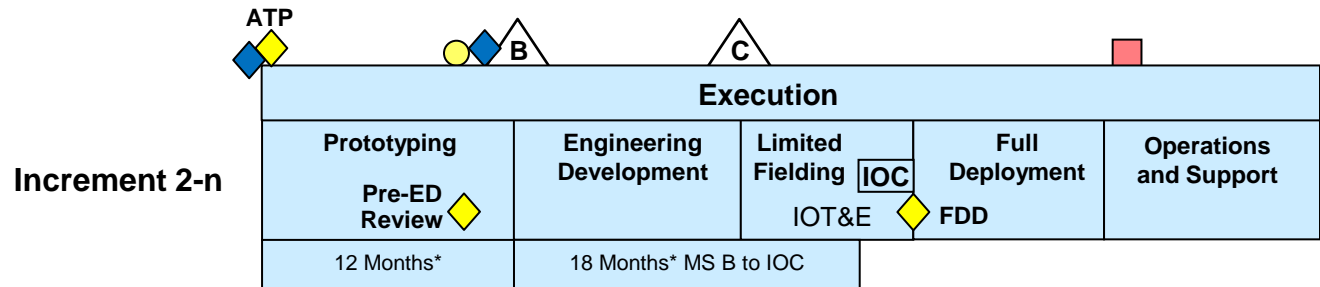 ATP
B
C
Execution
Increment 2-n
Prototyping
Pre-ED
Review
Engineering
Development
Limited
Fielding
IOC
IOT&E
FDD
Full
Deployment
Operations
and Support
12 Months*
18 Months* MS B to IOC